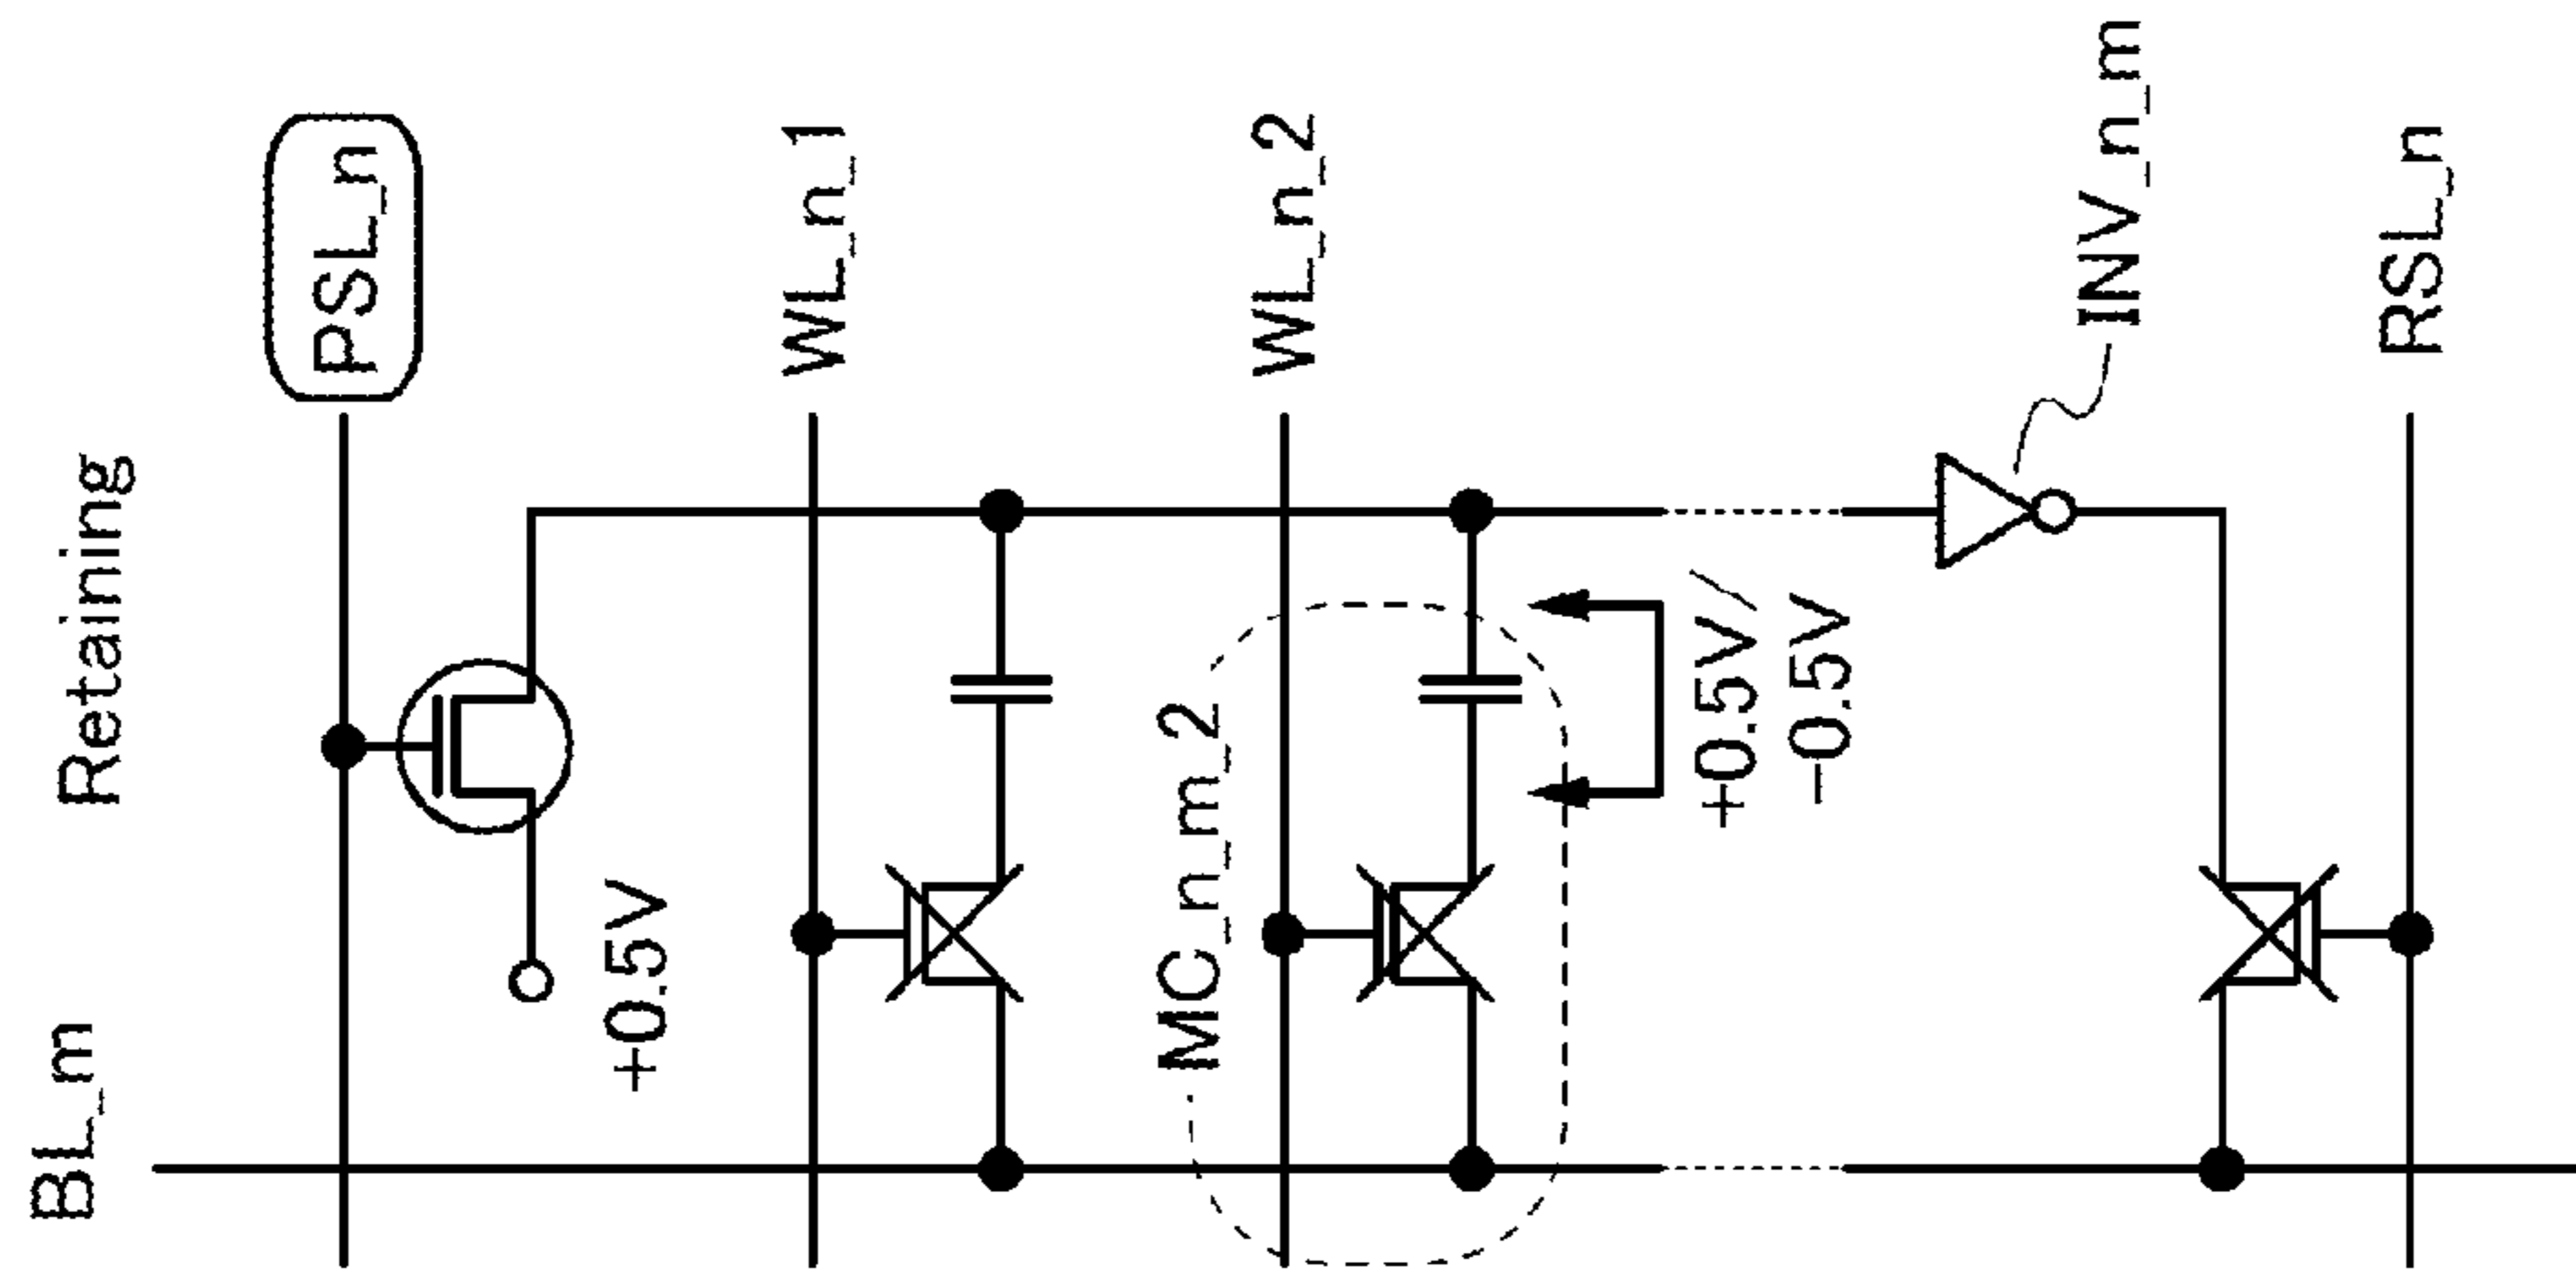 Retaining
BL_m
PSL_n
+0.5V
WL_n_1
MC_n_m_2
WL_n_2
+0.5V/
−0.5V
INV_n_m
RSL_n